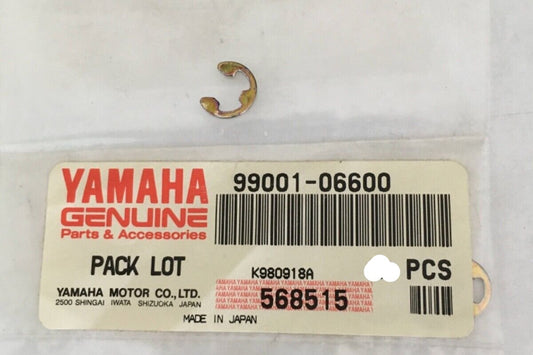 YAMAHA
GENUINE
Parts & Accessories
99001-06600
PACK LOT
K980918A
PCS
568515
YAMAHA MOTOR CO., LTD.
2500 SHINGAI IWATA SHIZUOKA JAPAN
MADE IN JAPAN